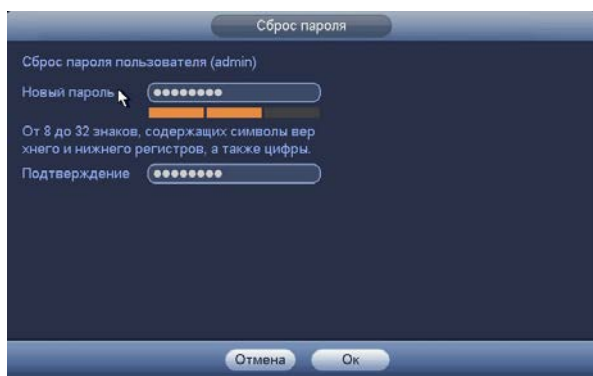 Сброс пароля
Сброс пароля пользователя (admin)
Новый пароль
От 8 до 32 знаков, содержащих символы вер
хнего и нижнего регистров, а также цифры.
Подтверждение
Отмена Ок